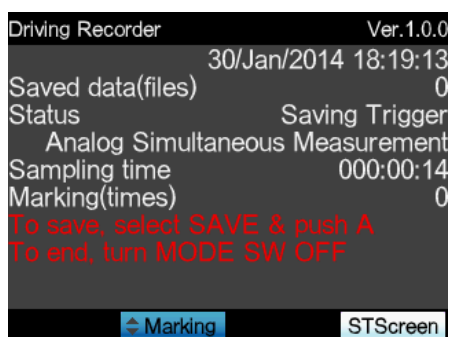 Driving Recorder Ver.1.0.0
30/Jan/2014 18:19:13
Saved data(files) 0
Status Saving Trigger
Analog Simultaneous Measurement
Sampling time 000:00:14
Marking(times) 0
To save, select SAVE & push A
To end, turn MODE SW OFF
Marking STScreen